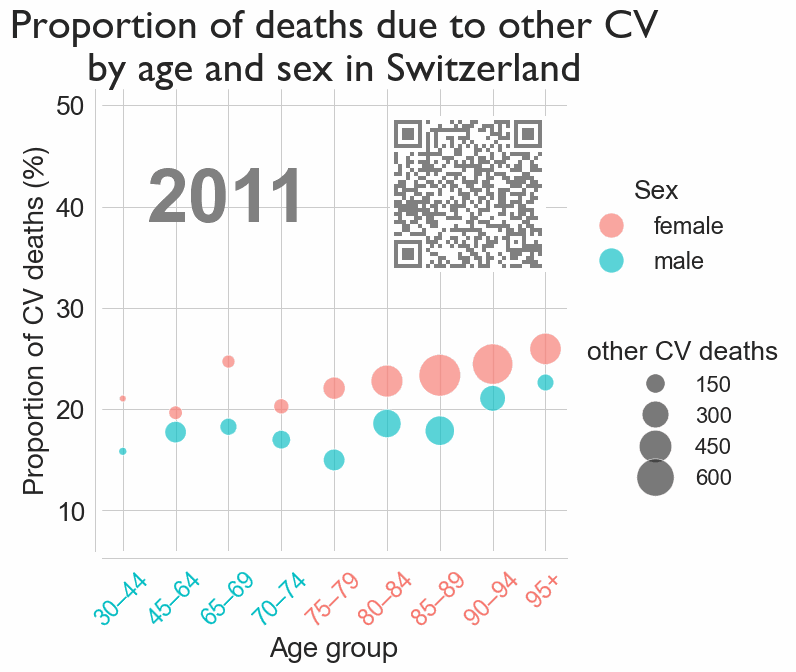 Proportion of deaths due to other CV
by age and sex in Switzerland
Proportion of CV deaths (%)
50
40
30
20
10
2011
30–44
45–64
65–69
70–74
75–79
80–84
85–89
90–94
95+
Age group
Sex
female
male
other CV deaths
150
300
450
600